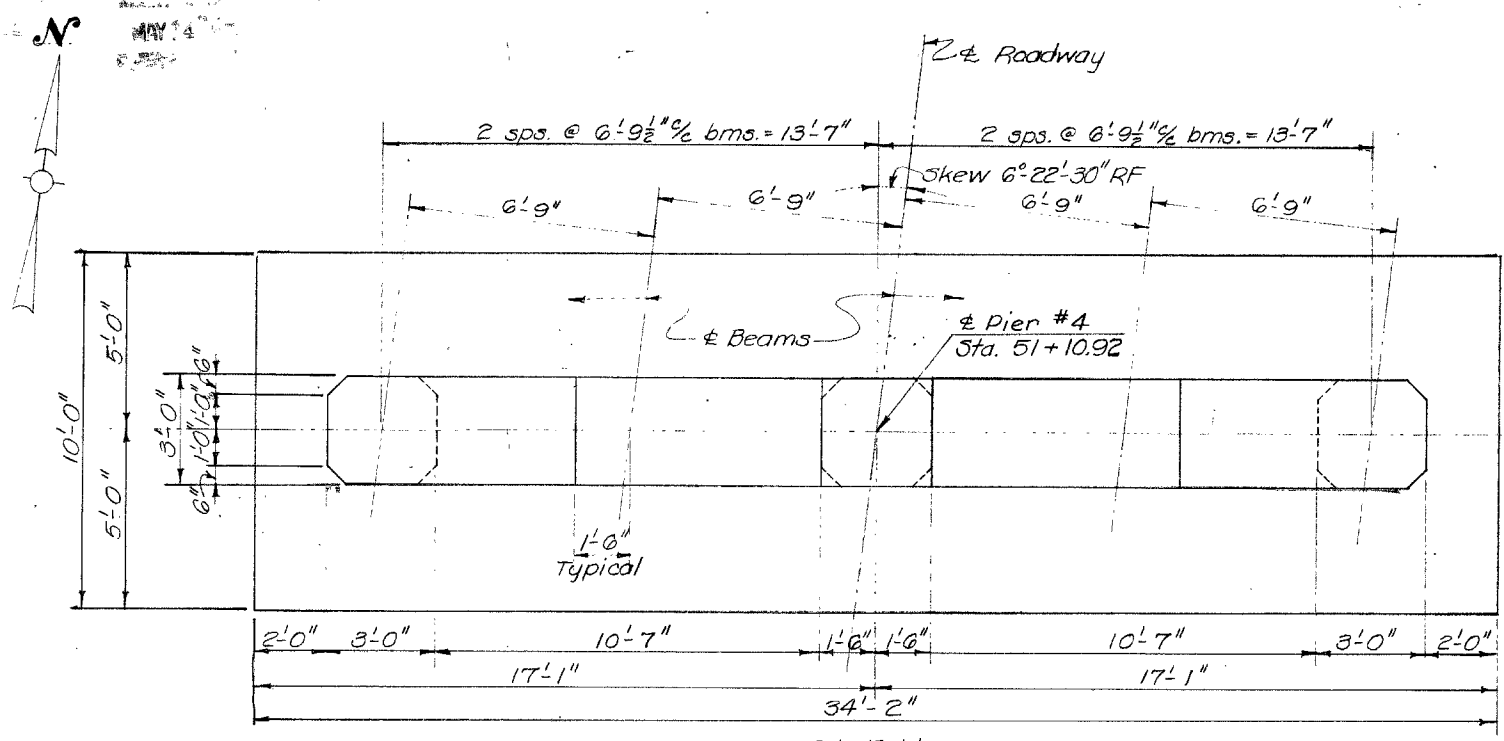 N
MAY 4
℄ Roadway
2 sps. @ 6'-9½" c/c bms. = 13'-7"
2 sps. @ 6'-9½" c/c bms. = 13'-7"
Skew 6°-22'-30" RF
6'-9"
6'-9"
6'-9"
6'-9"
℄ Beams
℄ Pier #4
Sta. 51 + 10.92
10'-0"
5'-0"
5'-0"
3'-0"
6"
1'-0"
1'-0"
6"
1'-6"
Typical
2'-0"
3'-0"
10'-7"
1'-6"
1'-6"
10'-7"
3'-0"
2'-0"
17'-1"
17'-1"
34'-2"